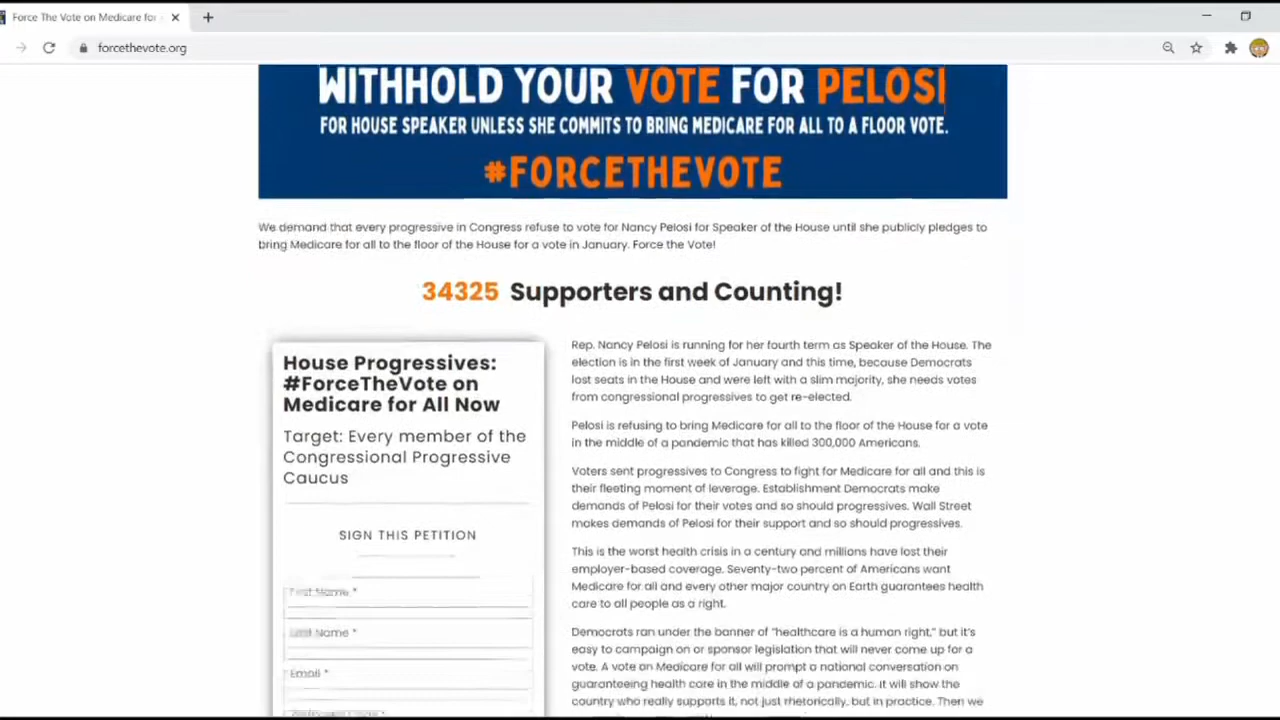 Force The Vote on Medicare for
forcethevote.org
WITHHOLD YOUR VOTE FOR PELOSI
FOR HOUSE SPEAKER UNLESS SHE COMMITS TO BRING MEDICARE FOR ALL TO A FLOOR VOTE.
#FORCETHEVOTE
We demand that every progressive in Congress refuse to vote for Nancy Pelosi for Speaker of the House until she publicly pledges to
bring Medicare for all to the floor of the House for a vote in January. Force the Vote!
34325 Supporters and Counting!
House Progressives:
#ForceTheVote on
Medicare for All Now
Target: Every member of the
Congressional Progressive
Caucus
SIGN THIS PETITION
First Name *
Last Name *
Email *
Rep. Nancy Pelosi is running for her fourth term as Speaker of the House. The
election is in the first week of January and this time, because Democrats
lost seats in the House and were left with a slim majority, she needs votes
from congressional progressives to get re-elected.
Pelosi is refusing to bring Medicare for all to the floor of the House for a vote
in the middle of a pandemic that has killed 300,000 Americans.
Voters sent progressives to Congress to fight for Medicare for all and this is
their fleeting moment of leverage. Establishment Democrats make
demands of Pelosi for their votes and so should progressives. Wall Street
makes demands of Pelosi for their support and so should progressives.
This is the worst health crisis in a century and millions have lost their
employer-based coverage. Seventy-two percent of Americans want
Medicare for all and every other major country on Earth guarantees health
care to all people as a right.
Democrats ran under the banner of "healthcare is a human right," but it's
easy to campaign on or sponsor legislation that will never come up for a
vote. A vote on Medicare for all will prompt a national conversation on
guaranteeing health care in the middle of a pandemic. It will show the
country who really supports it, not just rhetorically, but in practice. Then we